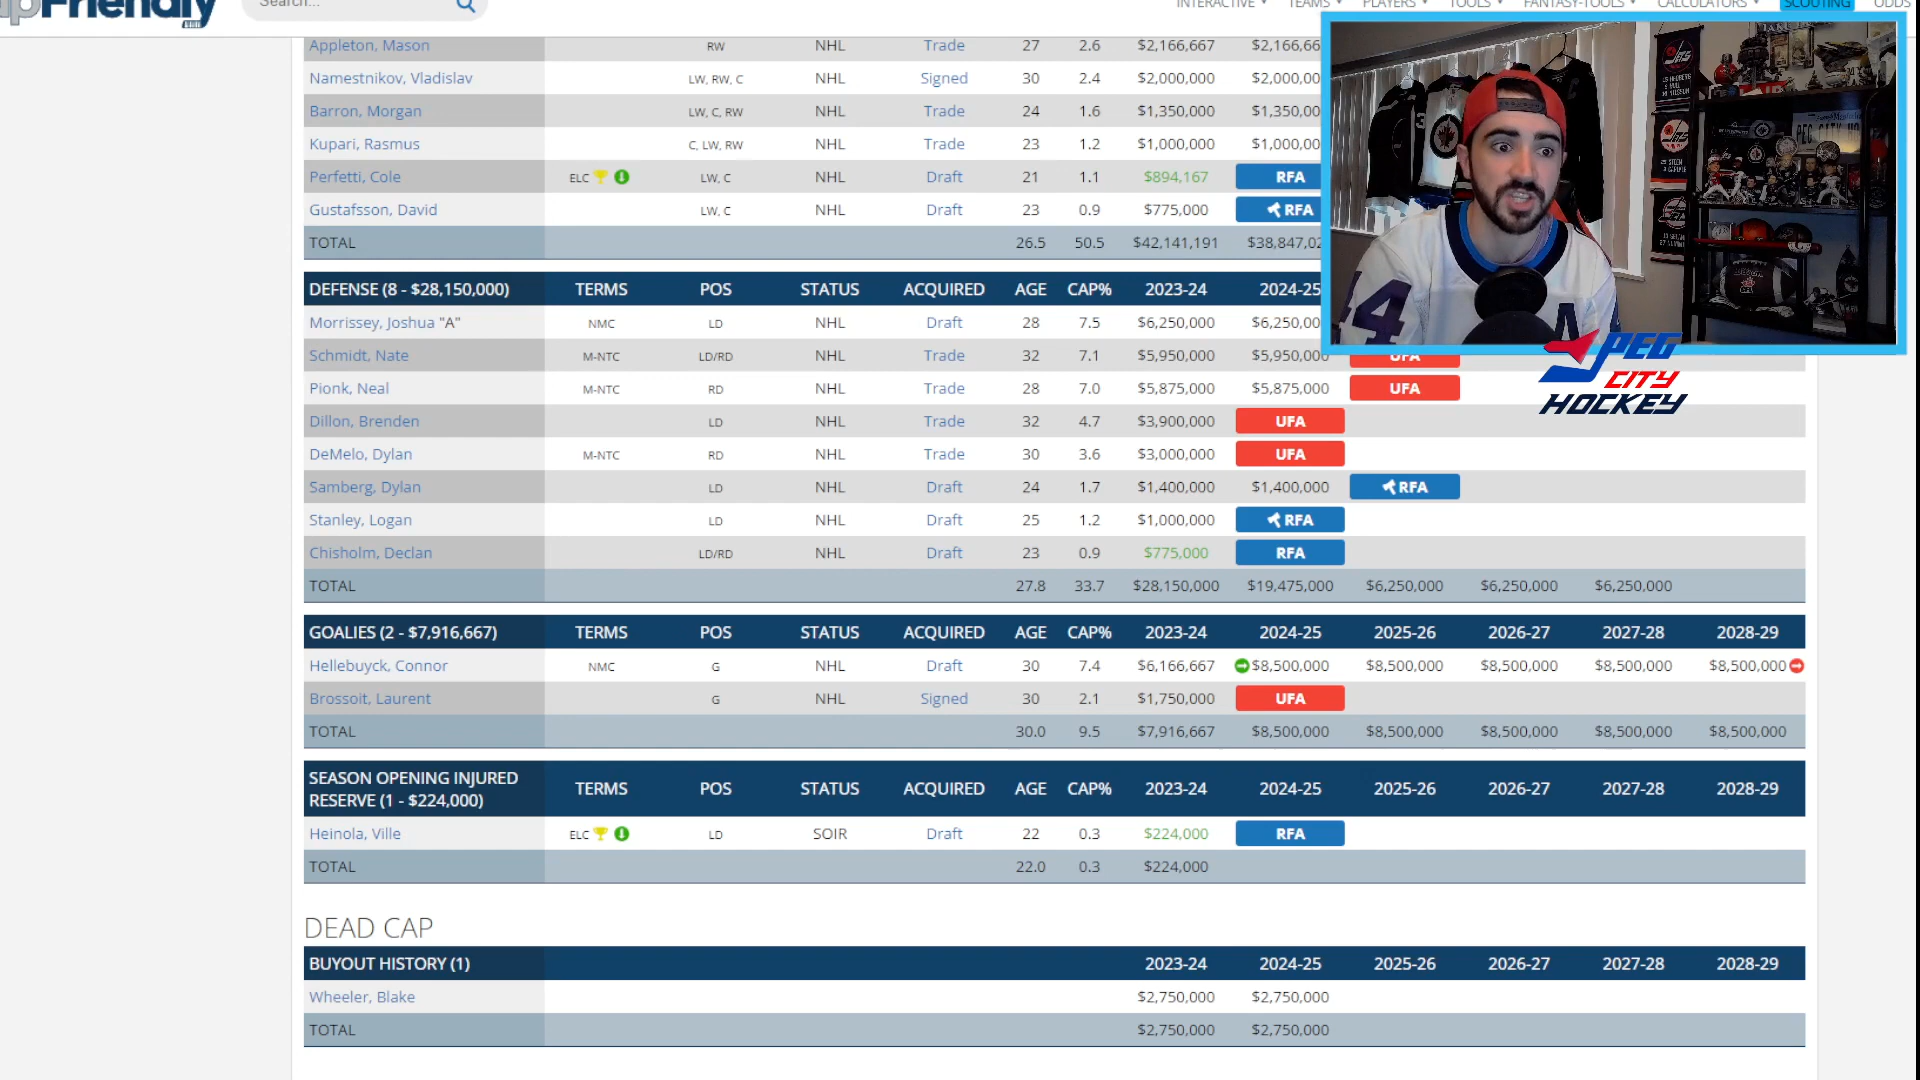 Friendly
Search...
INTERACTIVE TEAMS PLAYERS TOOLS FANTASY-TOOLS CALCULATORS SCOUTING ODDS
Appleton, Mason RW NHL Trade 27 2.6 $2,166,667 $2,166,66
Namestnikov, Vladislav LW, RW, C NHL Signed 30 2.4 $2,000,000 $2,000,00
Barron, Morgan LW, C, RW NHL Trade 24 1.6 $1,350,000 $1,350,00
Kupari, Rasmus C, LW, RW NHL Trade 23 1.2 $1,000,000 $1,000,00
Perfetti, Cole ELC LW, C NHL Draft 21 1.1 $894,167 RFA
Gustafsson, David LW, C NHL Draft 23 0.9 $775,000 RFA
TOTAL 26.5 50.5 $42,141,191 $38,847,02
DEFENSE (8 - $28,150,000) TERMS POS STATUS ACQUIRED AGE CAP% 2023-24 2024-25
Morrissey, Joshua "A" NMC LD NHL Draft 28 7.5 $6,250,000 $6,250,00
Schmidt, Nate M-NTC LD/RD NHL Trade 32 7.1 $5,950,000 $5,950,000 UFA
Pionk, Neal M-NTC RD NHL Trade 28 7.0 $5,875,000 $5,875,000 UFA
Dillon, Brenden LD NHL Trade 32 4.7 $3,900,000 UFA
DeMelo, Dylan M-NTC RD NHL Trade 30 3.6 $3,000,000 UFA
Samberg, Dylan LD NHL Draft 24 1.7 $1,400,000 $1,400,000 RFA
Stanley, Logan LD NHL Draft 25 1.2 $1,000,000 RFA
Chisholm, Declan LD/RD NHL Draft 23 0.9 $775,000 RFA
TOTAL 27.8 33.7 $28,150,000 $19,475,000 $6,250,000 $6,250,000 $6,250,000
GOALIES (2 - $7,916,667) TERMS POS STATUS ACQUIRED AGE CAP% 2023-24 2024-25 2025-26 2026-27 2027-28 2028-29
Hellebuyck, Connor NMC G NHL Draft 30 7.4 $6,166,667 $8,500,000 $8,500,000 $8,500,000 $8,500,000 $8,500,000
Brossoit, Laurent G NHL Signed 30 2.1 $1,750,000 UFA
TOTAL 30.0 9.5 $7,916,667 $8,500,000 $8,500,000 $8,500,000 $8,500,000 $8,500,000
SEASON OPENING INJURED
RESERVE (1 - $224,000) TERMS POS STATUS ACQUIRED AGE CAP% 2023-24 2024-25 2025-26 2026-27 2027-28 2028-29
Heinola, Ville ELC LD SOIR Draft 22 0.3 $224,000 RFA
TOTAL 22.0 0.3 $224,000
DEAD CAP
BUYOUT HISTORY (1) 2023-24 2024-25 2025-26 2026-27 2027-28 2028-29
Wheeler, Blake $2,750,000 $2,750,000
TOTAL $2,750,000 $2,750,000
PEG
CITY
HOCKEY
A